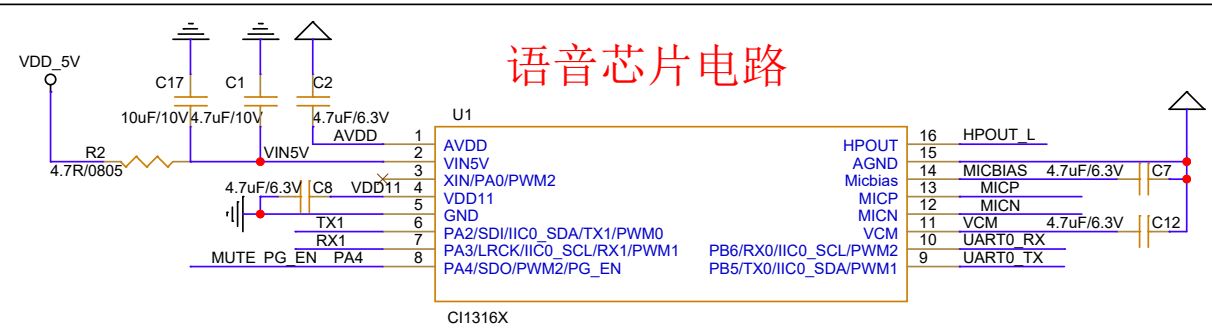 语音芯片电路
VDD_5V
C17
C1
C2
10uF/10V
4.7uF/10V
4.7uF/6.3V
U1
R2
4.7R/0805
VIN5V
AVDD
1
AVDD
2
VIN5V
3
XIN/PA0/PWM2
4.7uF/6.3V
C8
VDD11
4
VDD11
5
GND
TX1
6
PA2/SDI/IIC0_SDA/TX1/PWM0
RX1
7
PA3/LRCK/IIC0_SCL/RX1/PWM1
MUTE PG_EN PA4
8
PA4/SDO/PWM2/PG_EN
HPOUT
16
HPOUT_L
AGND
15
Micbias
14
MICBIAS
4.7uF/6.3V
C7
MICP
13
MICP
MICN
12
MICN
VCM
11
VCM
4.7uF/6.3V
C12
PB6/RX0/IIC0_SCL/PWM2
10
UART0_RX
PB5/TX0/IIC0_SDA/PWM1
9
UART0_TX
CI1316X